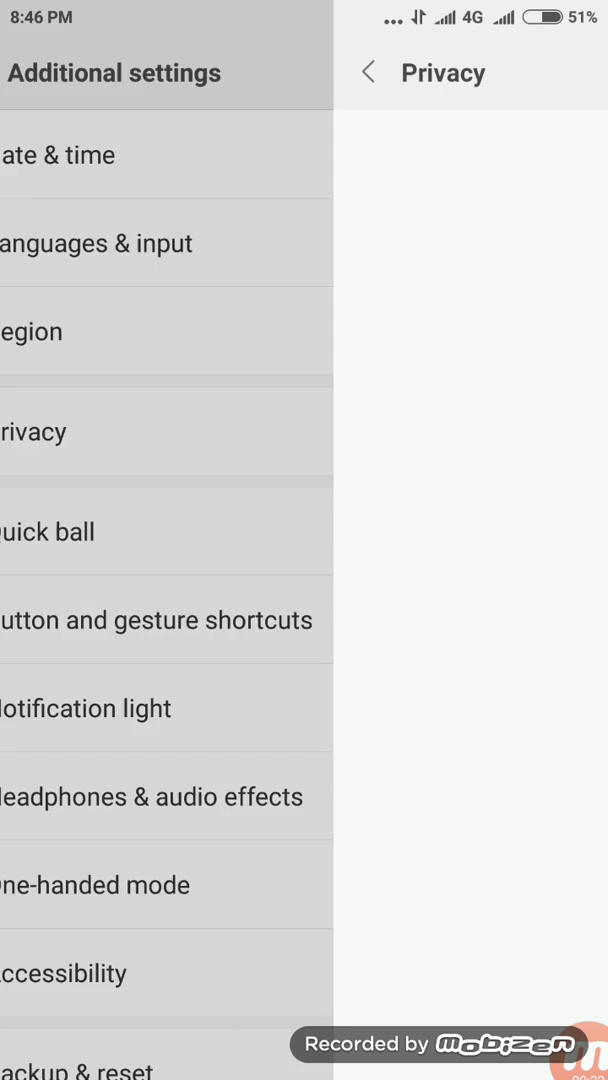 8:46 PM
... 4G 51%
Additional settings
Privacy
ate & time
anguages & input
egion
rivacy
uick ball
utton and gesture shortcuts
otification light
eadphones & audio effects
ne-handed mode
ccessibility
ackup & reset
Recorded by mobizen